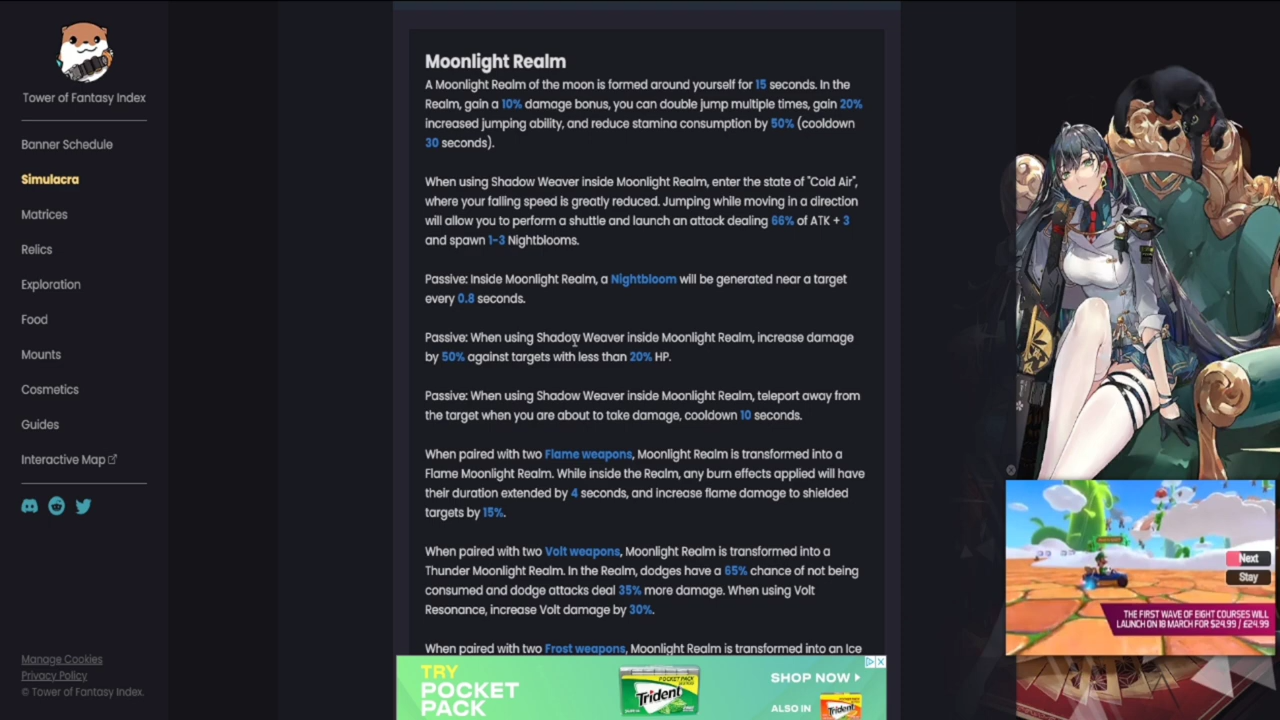 Tower of Fantasy Index
Banner Schedule
Simulacra
Matrices
Relics
Exploration
Food
Mounts
Cosmetics
Guides
Interactive Map
Manage Cookies
Privacy Policy
© Tower of Fantasy Index.
Moonlight Realm
A Moonlight Realm of the moon is formed around yourself for 15 seconds. In the
Realm, gain a 10% damage bonus, you can double jump multiple times, gain 20%
increased jumping ability, and reduce stamina consumption by 50% (cooldown
30 seconds).
When using Shadow Weaver inside Moonlight Realm, enter the state of "Cold Air",
where your falling speed is greatly reduced. Jumping while moving in a direction
will allow you to perform a shuttle and launch an attack dealing 66% of ATK + 3
and spawn 1-3 Nightblooms.
Passive: Inside Moonlight Realm, a Nightbloom will be generated near a target
every 0.8 seconds.
Passive: When using Shadow Weaver inside Moonlight Realm, increase damage
by 50% against targets with less than 20% HP.
Passive: When using Shadow Weaver inside Moonlight Realm, teleport away from
the target when you are about to take damage, cooldown 10 seconds.
When paired with two Flame weapons, Moonlight Realm is transformed into a
Flame Moonlight Realm. While inside the Realm, any burn effects applied will have
their duration extended by 4 seconds, and increase flame damage to shielded
targets by 15%.
When paired with two Volt weapons, Moonlight Realm is transformed into a
Thunder Moonlight Realm. In the Realm, dodges have a 65% chance of not being
consumed and dodge attacks deal 35% more damage. When using Volt
Resonance, increase Volt damage by 30%.
When paired with two Frost weapons, Moonlight Realm is transformed into an Ice
TRY
POCKET
PACK
POCKET PACK
Trident
SHOP NOW
ALSO IN
Trident
Next
Stay
THE FIRST WAVE OF EIGHT COURSES WILL
LAUNCH ON 18 MARCH FOR $24.99 / £24.99